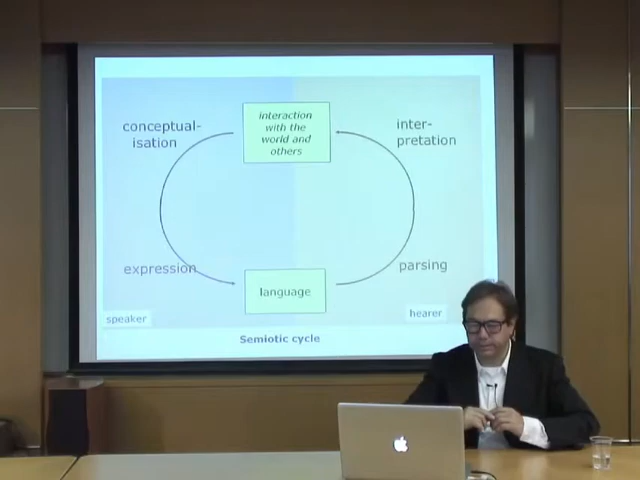 conceptual-
isation
interaction
with the
world and
others
inter-
pretation
expression
parsing
language
speaker
hearer
Semiotic cycle